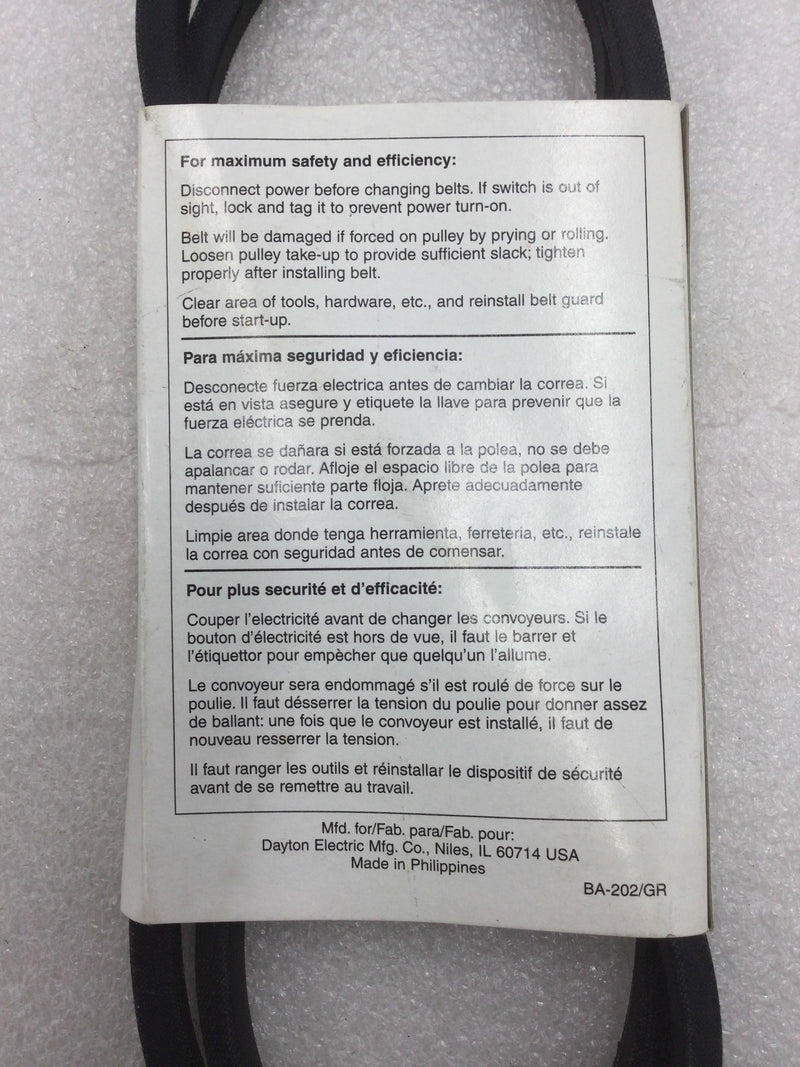 For maximum safety and efficiency:
Disconnect power before changing belts. If switch is out of
sight, lock and tag it to prevent power turn-on.
Belt will be damaged if forced on pulley by prying or rolling.
Loosen pulley take-up to provide sufficient slack; tighten
properly after installing belt.
Clear area of tools, hardware, etc., and reinstall belt guard
before start-up.
Para máxima seguridad y eficiencia:
Desconecte fuerza electrica antes de cambiar la correa. Si
está en vista asegure y etiquete la llave para prevenir que la
fuerza eléctrica se prenda.
La correa se dañara si está forzada a la polea, no se debe
apalancar o rodar. Afloje el espacio libre de la polea para
mantener suficiente parte floja. Aprete adecuadamente
después de instalar la correa.
Limpie area donde tenga herramienta, ferreteria, etc., reinstale
la correa con seguridad antes de comensar.
Pour plus securité et d'efficacité:
Couper l'electricité avant de changer les convoyeurs. Si le
bouton d'électricité est hors de vue, il faut le barrer et
l'étiquettor pour empècher que quelqu'un l'allume.
Le convoyeur sera endommagé s'il est roulé de force sur le
poulie. Il faut désserrer la tension du poulie pour donner assez
de ballant: une fois que le convoyeur est installé, il faut de
nouveau resserrer la tension.
Il faut ranger les outils et réinstallar le dispositif de sécurité
avant de se remettre au travail.
Mfd. for/Fab. para/Fab. pour:
Dayton Electric Mfg. Co., Niles, IL 60714 USA
Made in Philippines
BA-202/GR